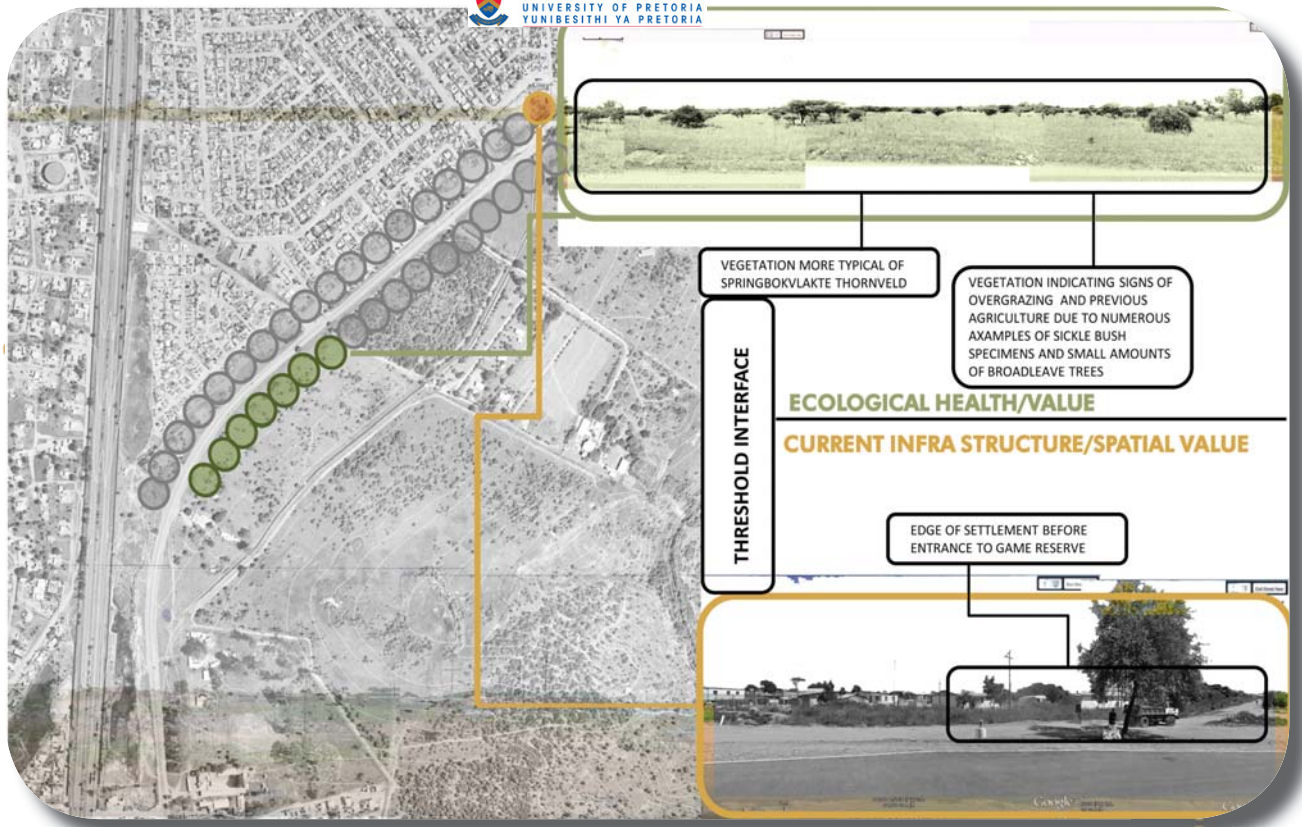 UNIVERSITY OF PRETORIA
YUNIBESITHI YA PRETORIA
VEGETATION MORE TYPICAL OF
SPRINGBOKVLAKTE THORNVELD
VEGETATION INDICATING SIGNS OF
OVERGRAZING AND PREVIOUS
AGRICULTURE DUE TO NUMEROUS
AXAMPLES OF SICKLE BUSH
SPECIMENS AND SMALL AMOUNTS
OF BROADLEAVE TREES
THRESHOLD INTERFACE
ECOLOGICAL HEALTH/VALUE
CURRENT INFRA STRUCTURE/SPATIAL VALUE
EDGE OF SETTLEMENT BEFORE
ENTRANCE TO GAME RESERVE
Google